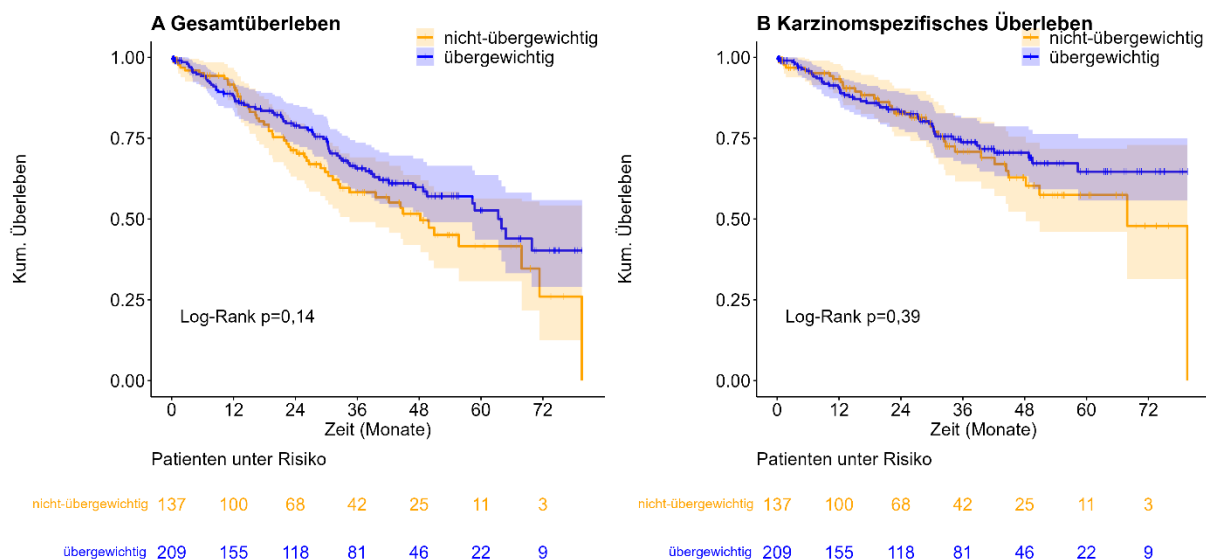 A Gesamtüberleben
nicht-übergewichtig
übergewichtig
Kum. Überleben
1.00
0.75
0.50
0.25
0.00
Log-Rank p=0,14
0 12 24 36 48 60 72
Zeit (Monate)
Patienten unter Risiko
nicht-übergewichtig 137 100 68 42 25 11 3
übergewichtig 209 155 118 81 46 22 9
B Karzinomspezifisches Überleben
nicht-übergewichtig
übergewichtig
Kum. Überleben
1.00
0.75
0.50
0.25
0.00
Log-Rank p=0,39
0 12 24 36 48 60 72
Zeit (Monate)
Patienten unter Risiko
nicht-übergewichtig 137 100 68 42 25 11 3
übergewichtig 209 155 118 81 46 22 9